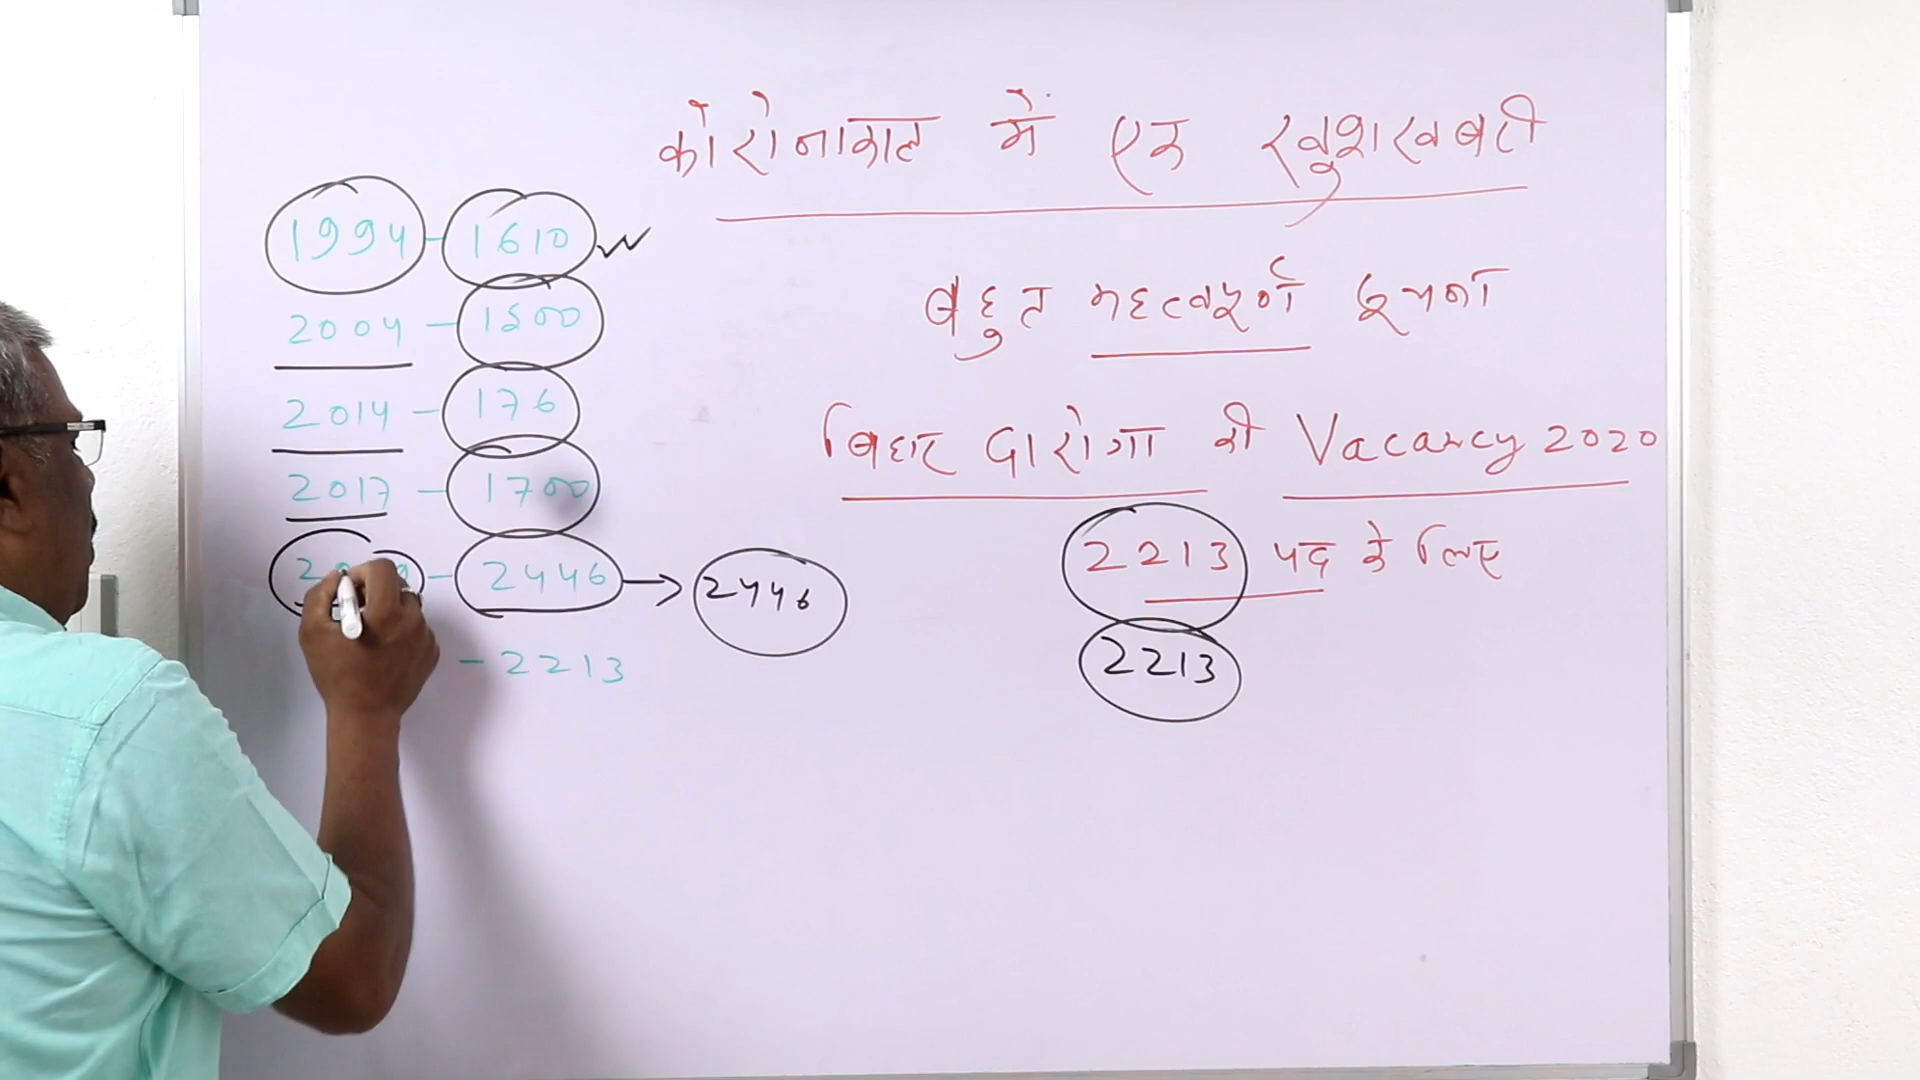 कोरोनाकाल में एक खुशखबरी
बहुत महत्वपूर्ण सूचना
बिहार दारोगा की Vacancy 2020
2213 पद के लिए
2213
1994 - 1610
2004 - 1500
2014 - 176
2017 - 1700
- 2446 → 2446
- 2213